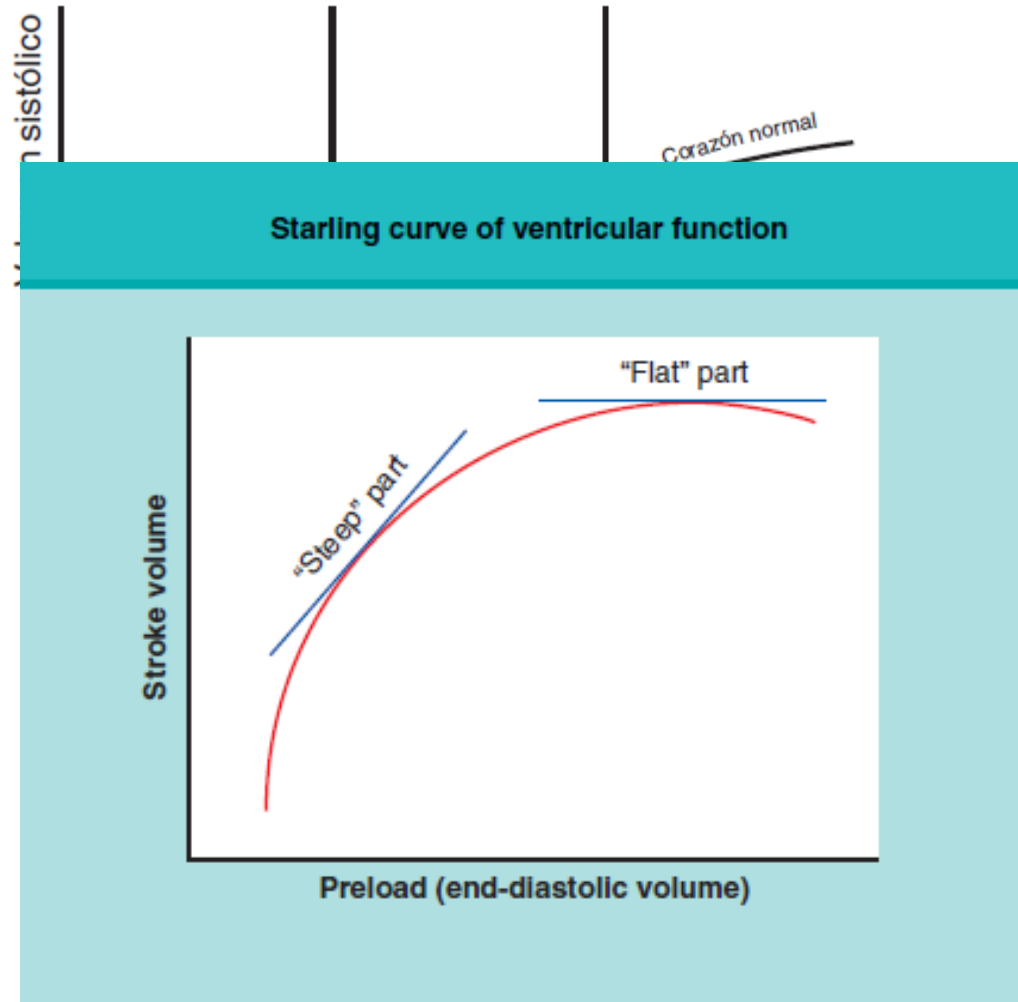 n sistólico
Corazón normal
Starling curve of ventricular function
“Flat” part
“Steep” part
Stroke volume
Preload (end-diastolic volume)